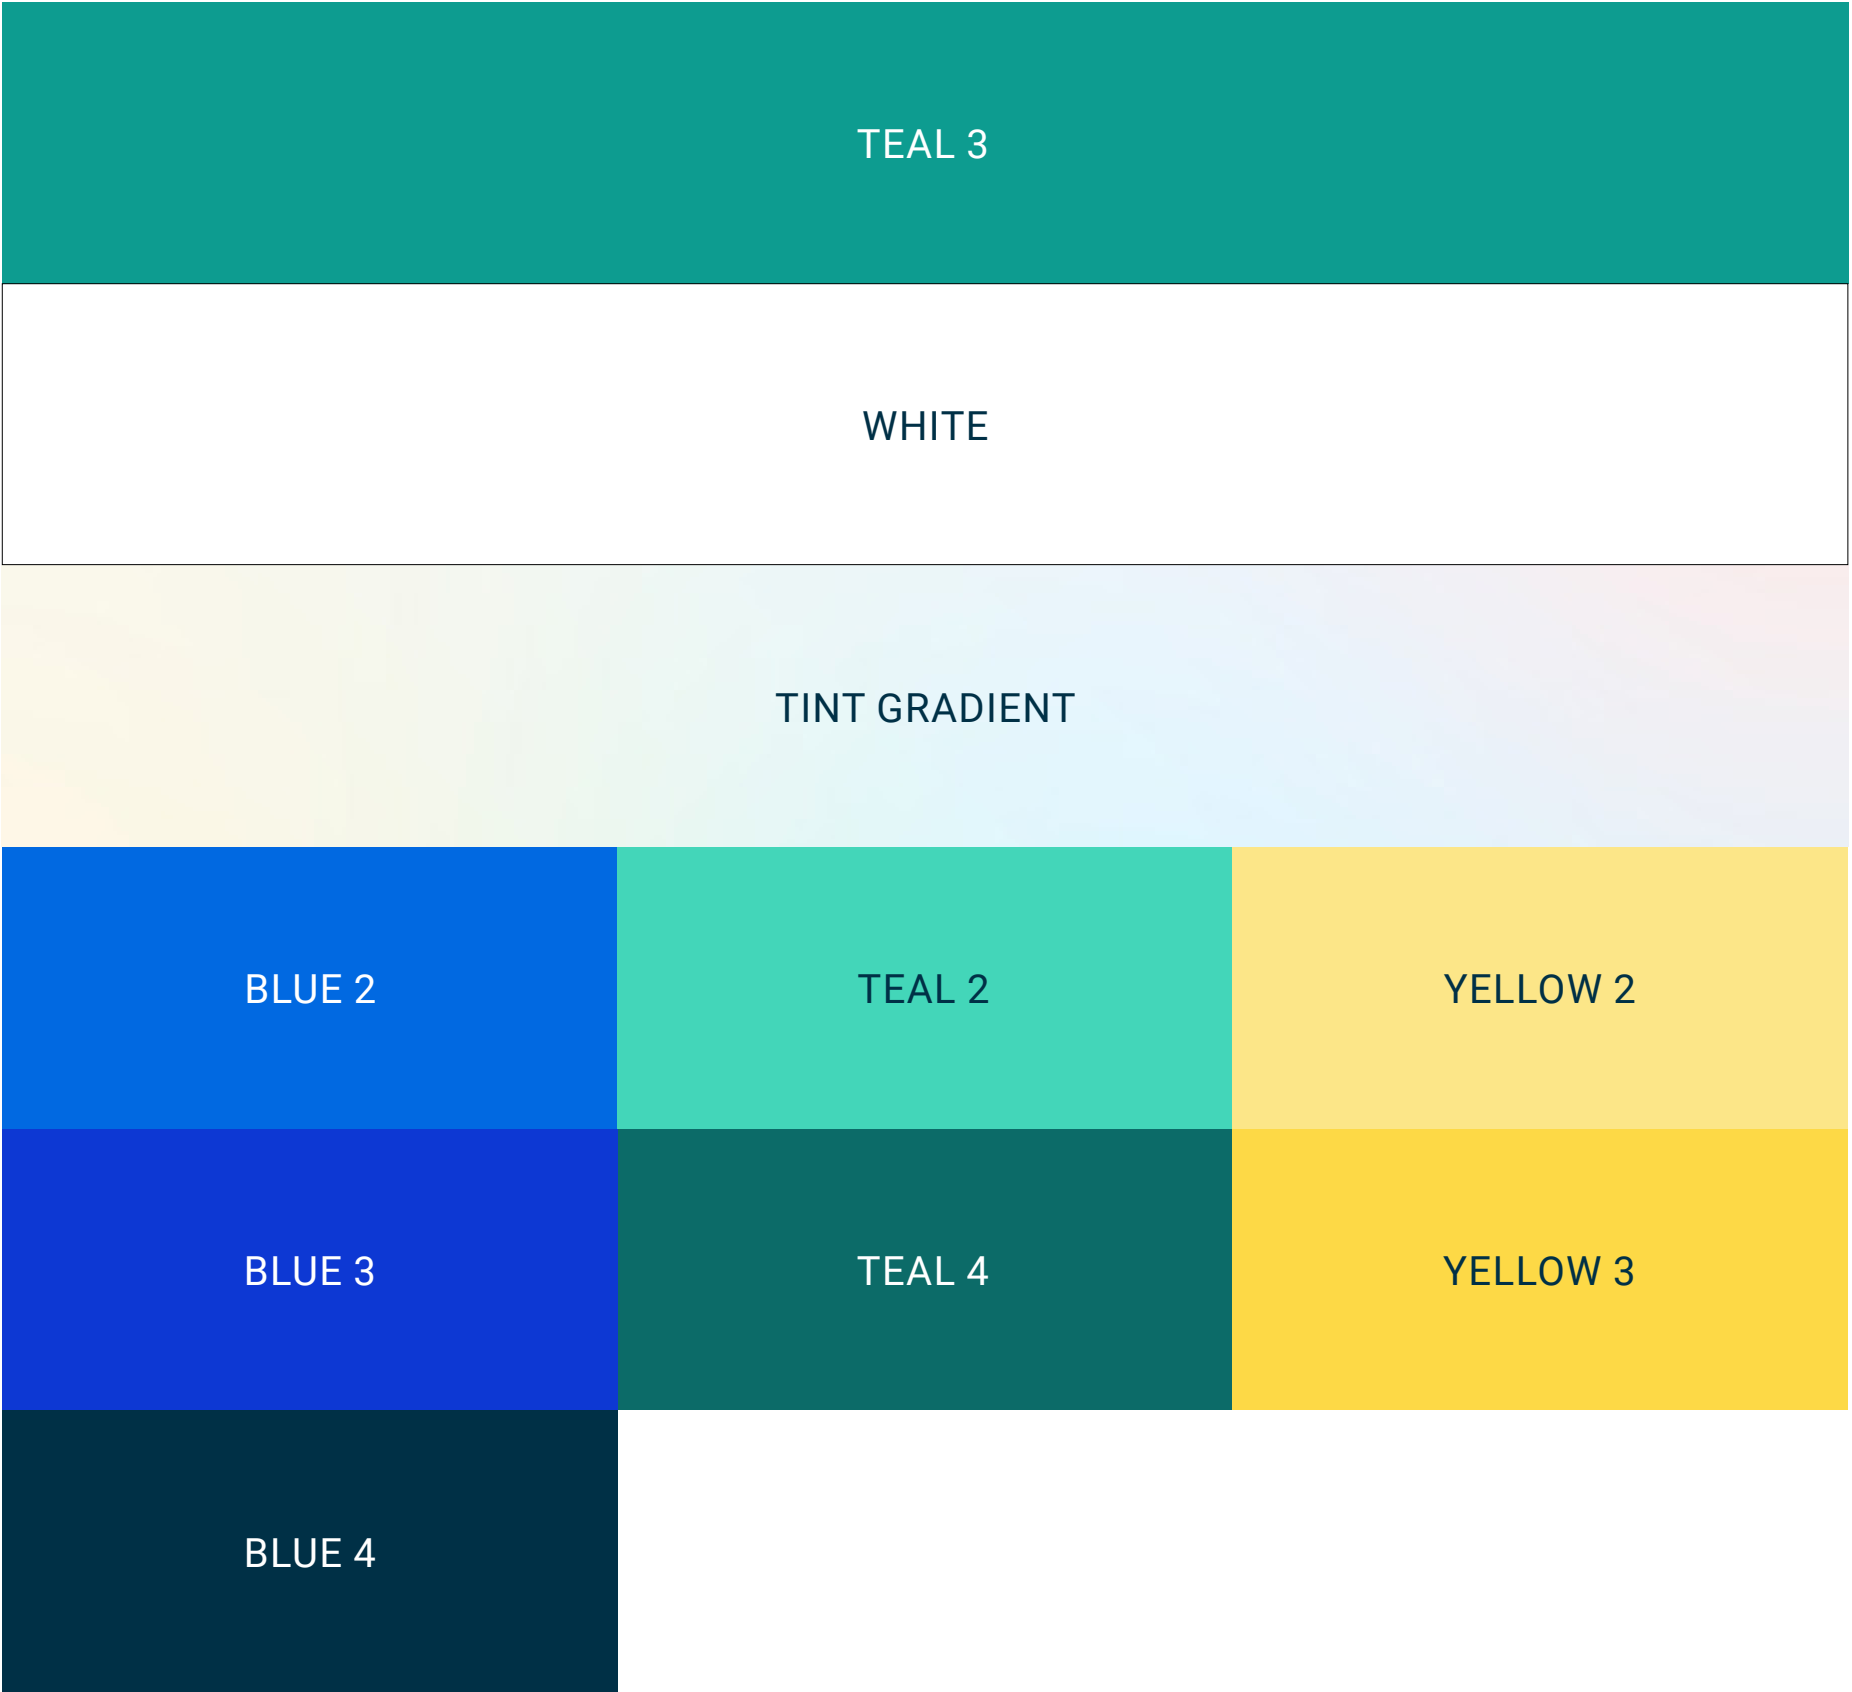 TEAL 3
WHITE
TINT GRADIENT
BLUE 2
TEAL 2
YELLOW 2
BLUE 3
TEAL 4
YELLOW 3
BLUE 4